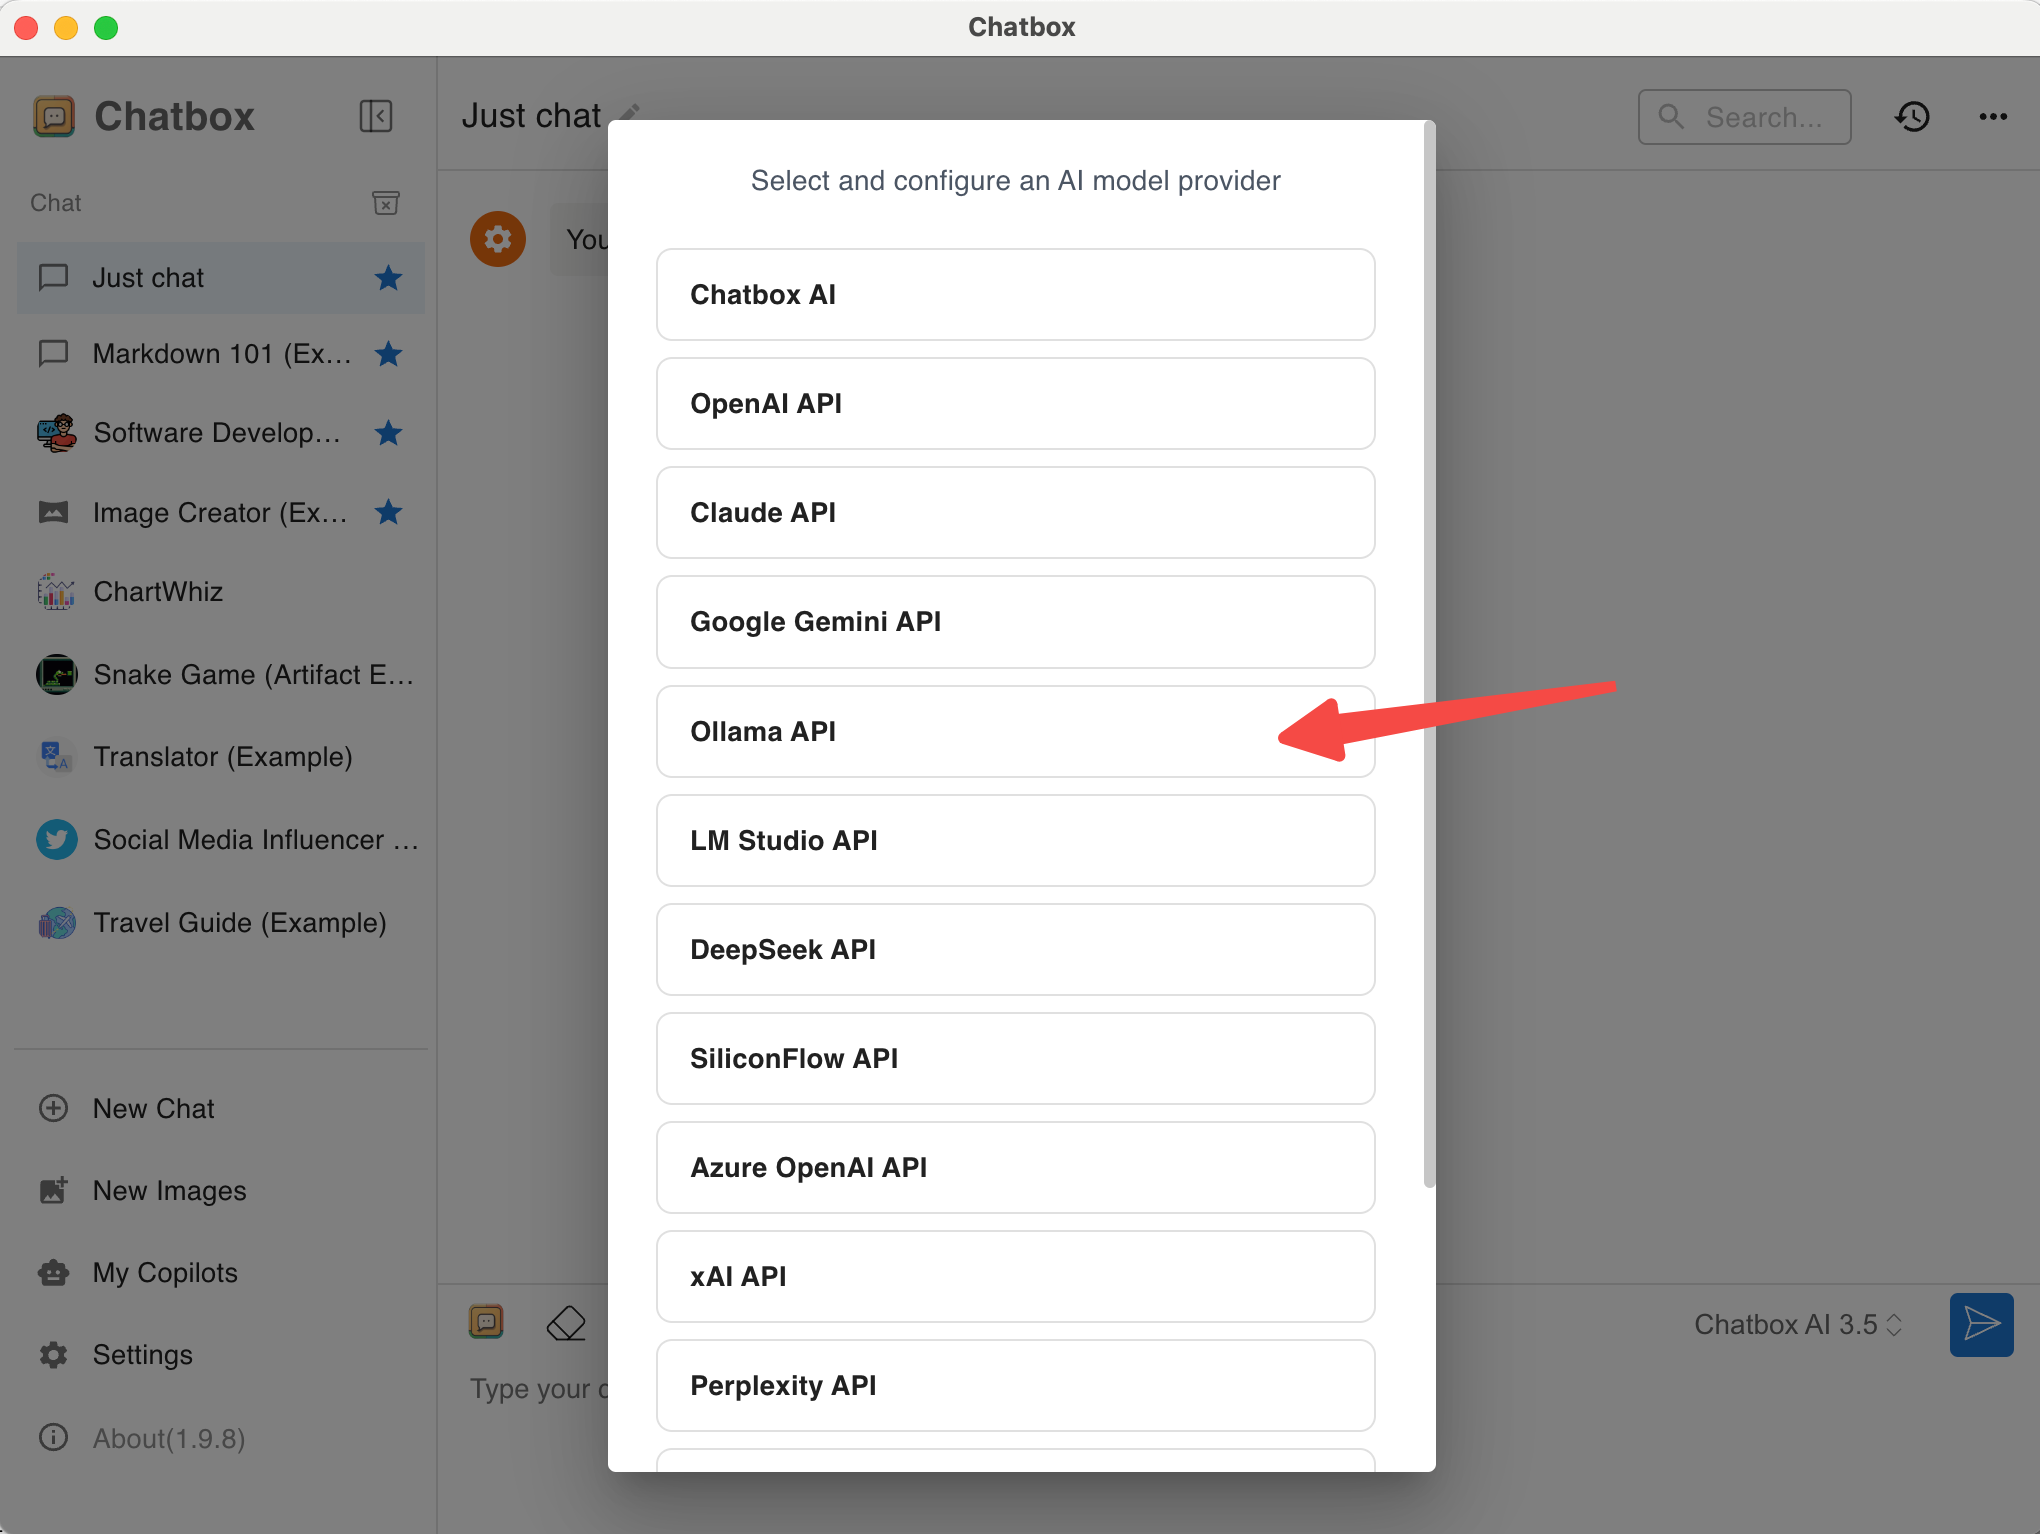 Chatbox
Chatbox
Chat
Just chat
Markdown 101 (Ex...
Software Develop...
Image Creator (Ex...
ChartWhiz
Snake Game (Artifact E...
Translator (Example)
Social Media Influencer ...
Travel Guide (Example)
New Chat
New Images
My Copilots
Settings
About(1.9.8)
Just chat
Search...
You
Select and configure an AI model provider
Chatbox AI
OpenAI API
Claude API
Google Gemini API
Ollama API
LM Studio API
DeepSeek API
SiliconFlow API
Azure OpenAI API
xAI API
Perplexity API
Chatbox AI 3.5
Type your